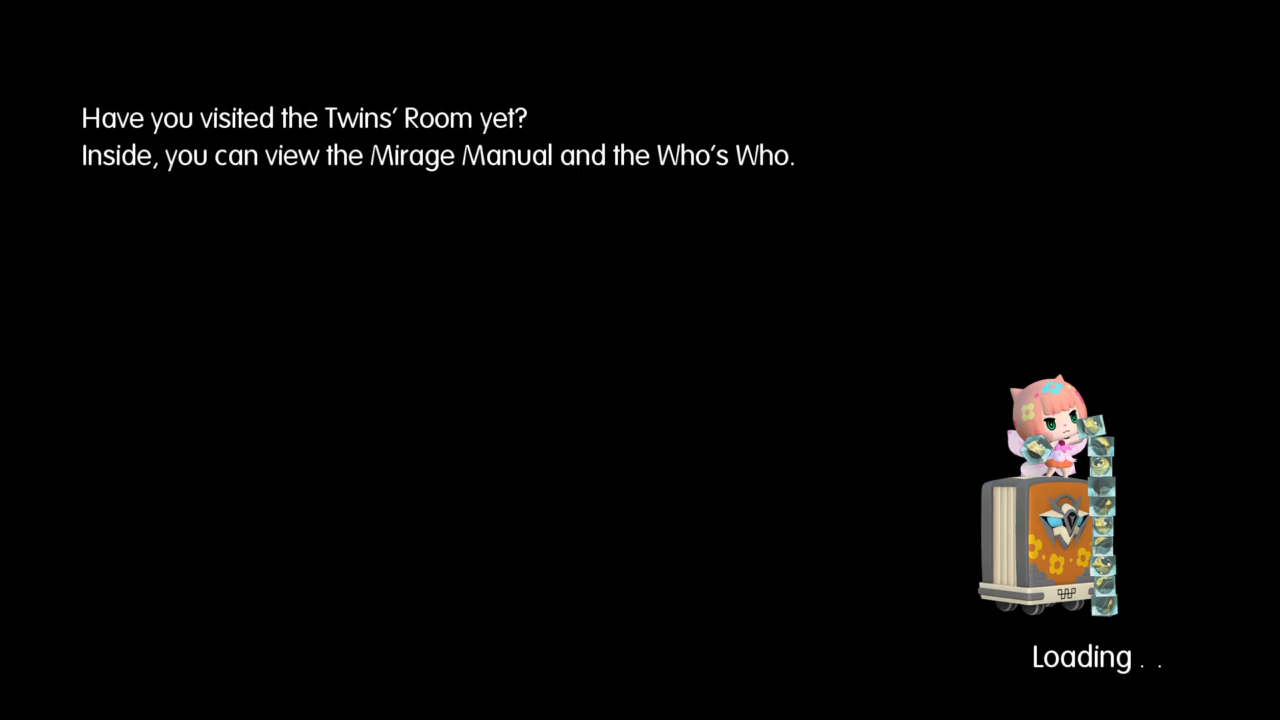 Have you visited the Twins' Room yet?
Inside, you can view the Mirage Manual and the Who's Who.
Loading . .